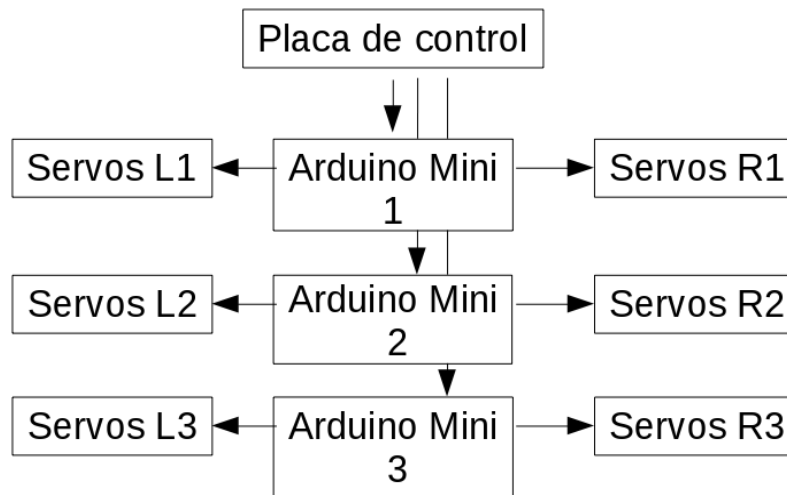 Placa de control
Servos L1
Arduino Mini
1
Servos R1
Servos L2
Arduino Mini
2
Servos R2
Servos L3
Arduino Mini
3
Servos R3